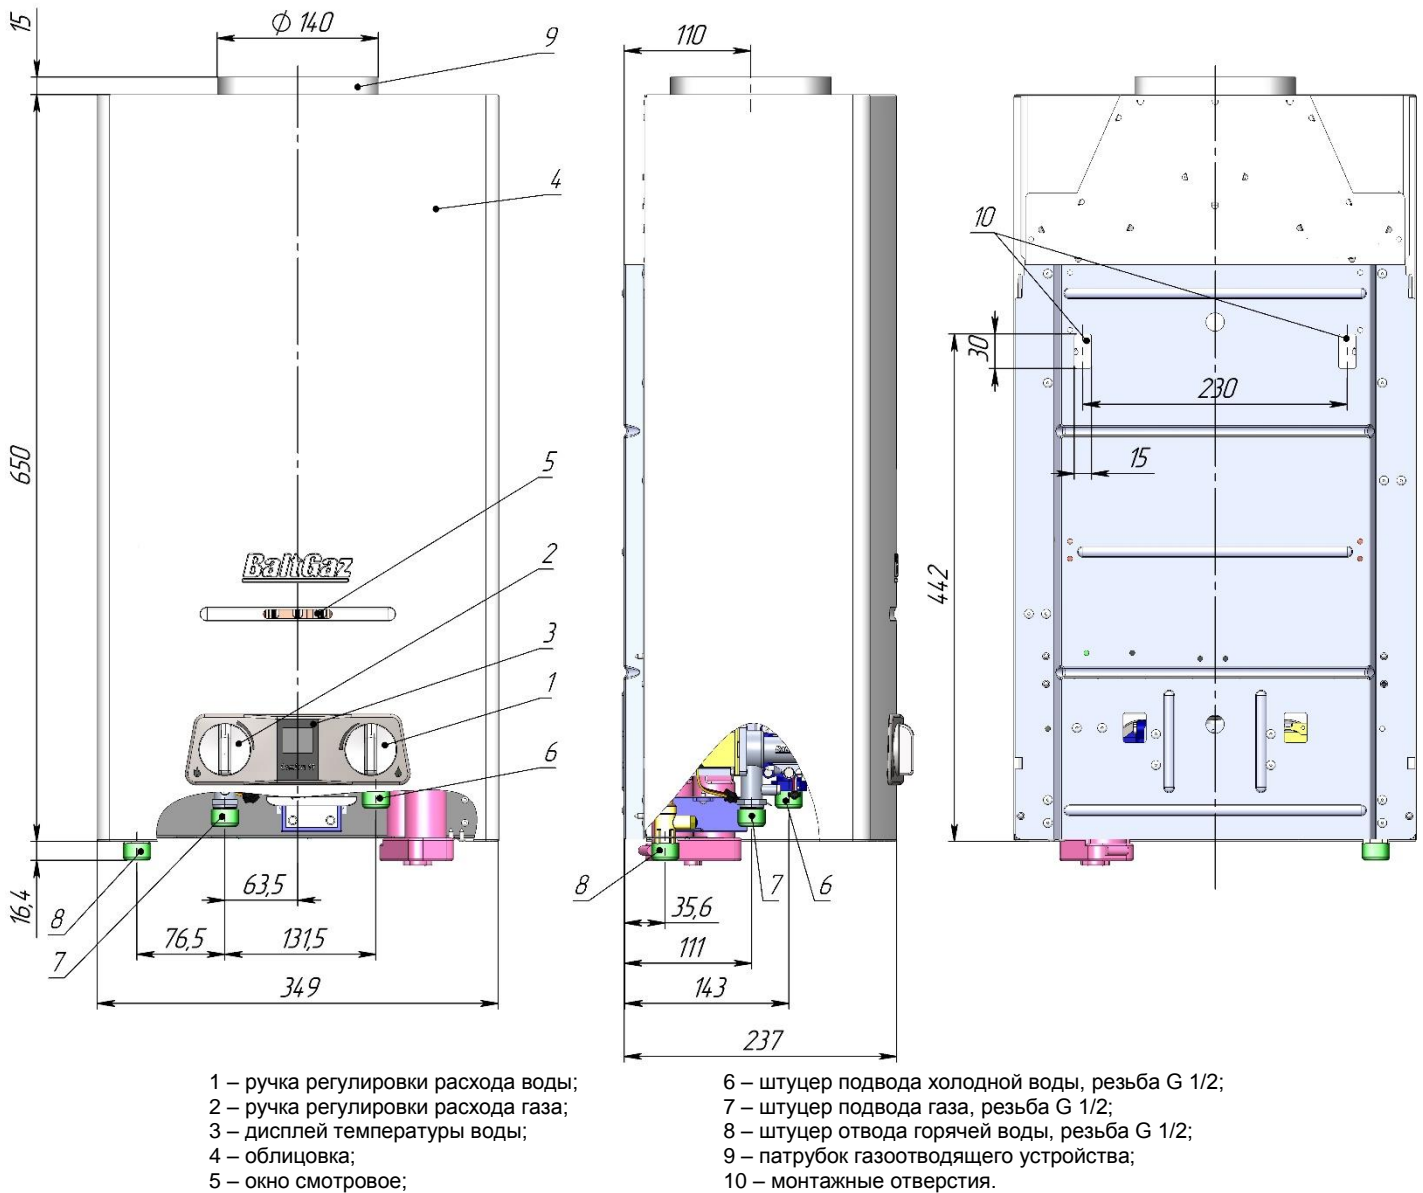 15
Ф 140
9
110
4
10
30
230
15
650
5
BaltGaz
2
442
3
1
6
16,4
8
7
63,5
76,5
131,5
349
8
7
6
35,6
111
143
237
1 – ручка регулировки расхода воды;
2 – ручка регулировки расхода газа;
3 – дисплей температуры воды;
4 – облицовка;
5 – окно смотровое;
6 – штуцер подвода холодной воды, резьба G 1/2;
7 – штуцер подвода газа, резьба G 1/2;
8 – штуцер отвода горячей воды, резьба G 1/2;
9 – патрубок газоотводящего устройства;
10 – монтажные отверстия.